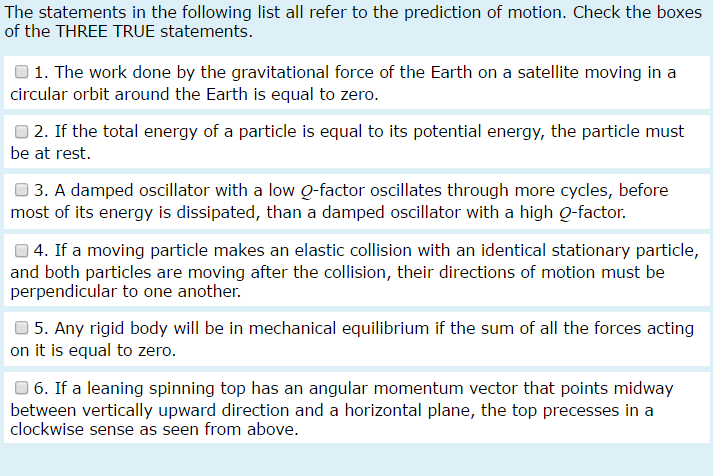 The statements in the following list all refer to the prediction of motion. Check the boxes
of the THREE TRUE statements.
1. The work done by the gravitational force of the Earth on a satellite moving in a
circular orbit around the Earth is equal to zero.
2. If the total energy of a particle is equal to its potential energy, the particle must
be at rest.
3. A damped oscillator with a low Q-factor oscillates through more cycles, before
most of its energy is dissipated, than a damped oscillator with a high Q-factor.
4. If a moving particle makes an elastic collision with an identical stationary particle,
and both particles are moving after the collision, their directions of motion must be
perpendicular to one another.
5. Any rigid body will be in mechanical equilibrium if the sum of all the forces acting
on it is equal to zero.
6. If a leaning spinning top has an angular momentum vector that points midway
between vertically upward direction and a horizontal plane, the top precesses in a
clockwise sense as seen from above.